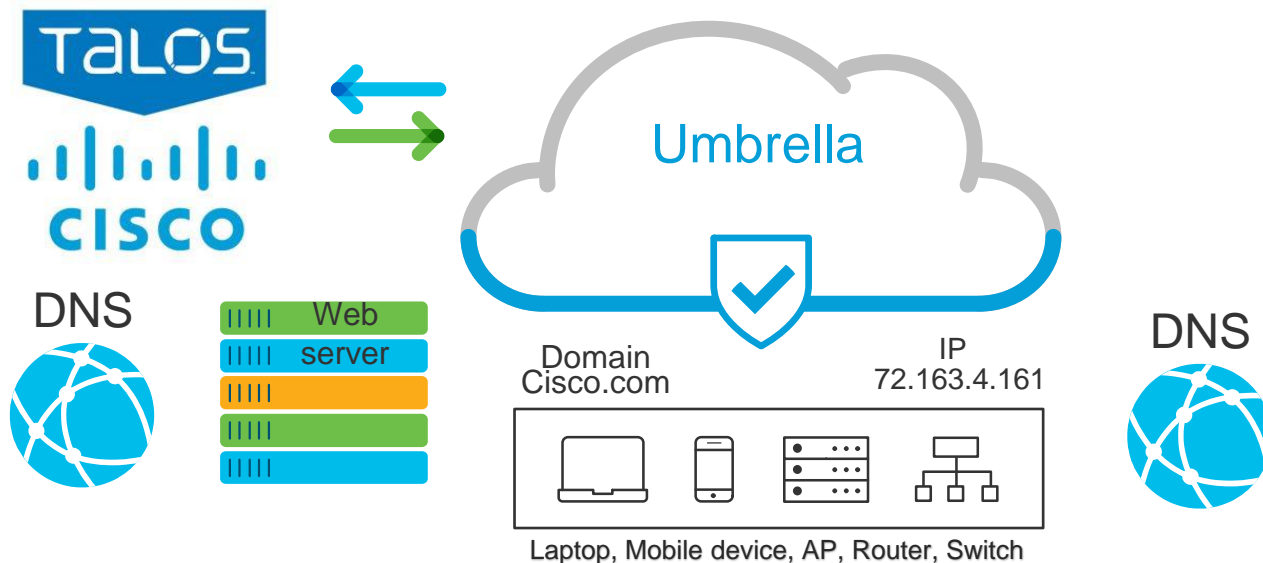 TALOS
CISCO
Umbrella
DNS
Web
server
Domain
Cisco.com
IP
72.163.4.161
DNS
Laptop, Mobile device, AP, Router, Switch